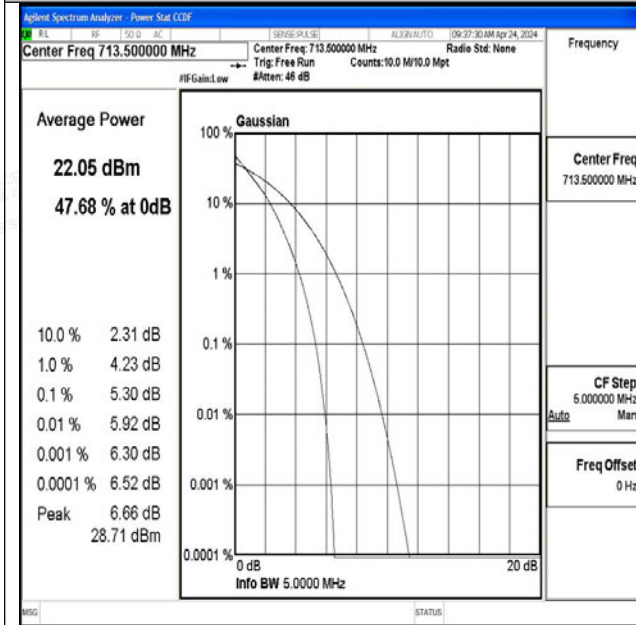 Agilent Spectrum Analyzer - Power Stat CCDF
RL RF 50 Ω AC SENSE:PULSE ALIGNAUTO 09:37:30 AM Apr 24, 2024
Center Freq 713.500000 MHz
Center Freq: 713.500000 MHz Radio Std: None
Trig: Free Run Counts:10.0 M/10.0 Mpt
#IFGain:Low #Atten: 46 dB
Frequency
Average Power
22.05 dBm
47.68 % at 0dB
10.0 % 2.31 dB
1.0 % 4.23 dB
0.1 % 5.30 dB
0.01 % 5.92 dB
0.001 % 6.30 dB
0.0001 % 6.52 dB
Peak 6.66 dB
28.71 dBm
Gaussian
100 %
10 %
1 %
0.1 %
0.01 %
0.001 %
0.0001 %
0 dB 20 dB
Info BW 5.0000 MHz
Center Freq
713.500000 MHz
CF Step
5.000000 MHz
Auto Man
Freq Offset
0 Hz
MSG STATUS